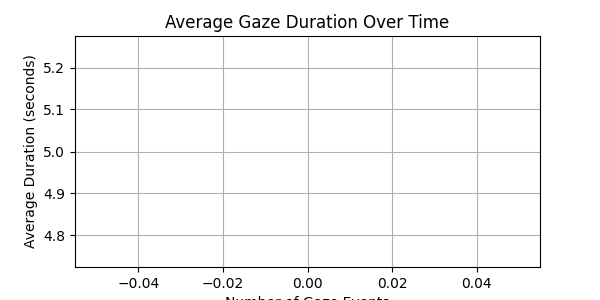 Average Gaze Duration Over Time
Average Duration (seconds)
5.2
5.1
5.0
4.9
4.8
−0.04 −0.02 0.00 0.02 0.04
Number of Gaze Events